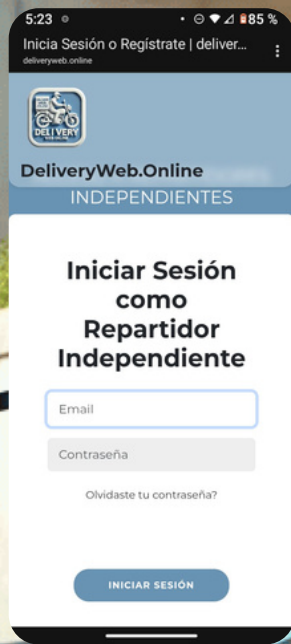 5:23
85 %
Inicia Sesión o Regístrate | deliver...
deliveryweb.online
DELIVERY
DeliveryWeb.Online
INDEPENDIENTES
Iniciar Sesión
como
Repartidor
Independiente
Email
Contraseña
Olvidaste tu contraseña?
INICIAR SESIÓN